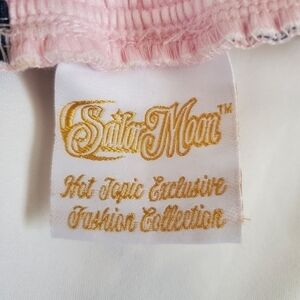 Sailor Moon™
Hot Topic Exclusive
Fashion Collection